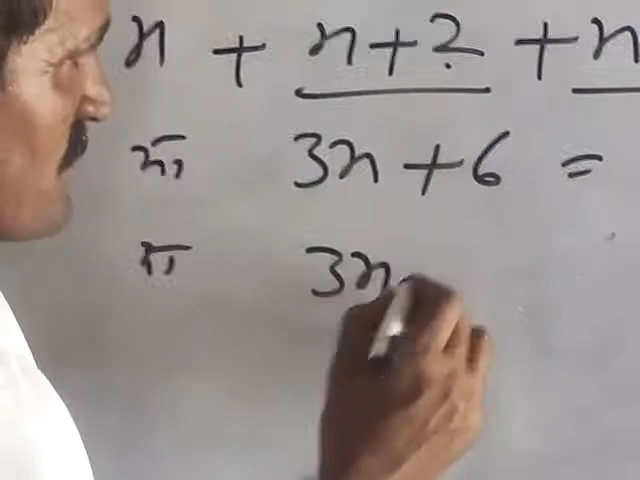 x + x+2 + x
या, 3x + 6 =
या, 3x